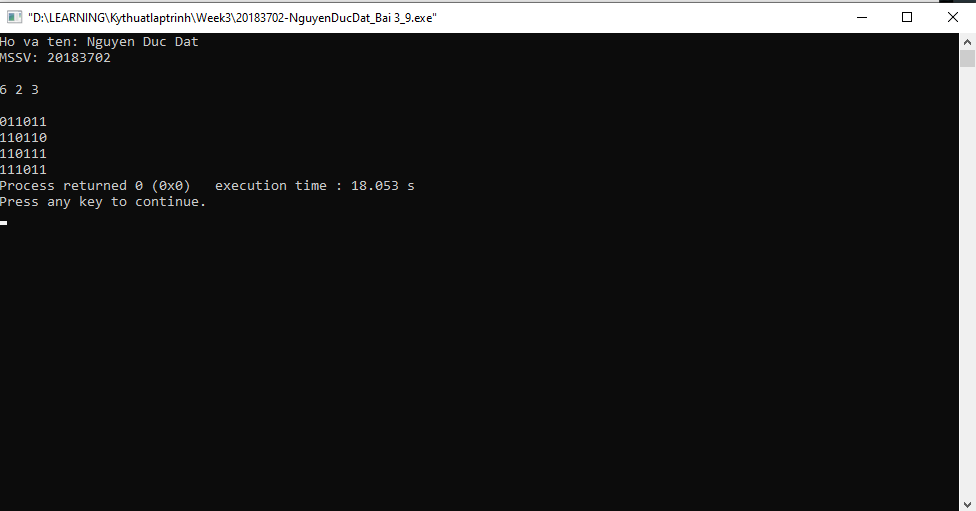 "D:\LEARNING\Kythuatlaptrinh\Week3\20183702-NguyenDucDat_Bai 3_9.exe"
Ho va ten: Nguyen Duc Dat
MSSV: 20183702
6 2 3
011011
110110
110111
111011
Process returned 0 (0x0)   execution time : 18.053 s
Press any key to continue.